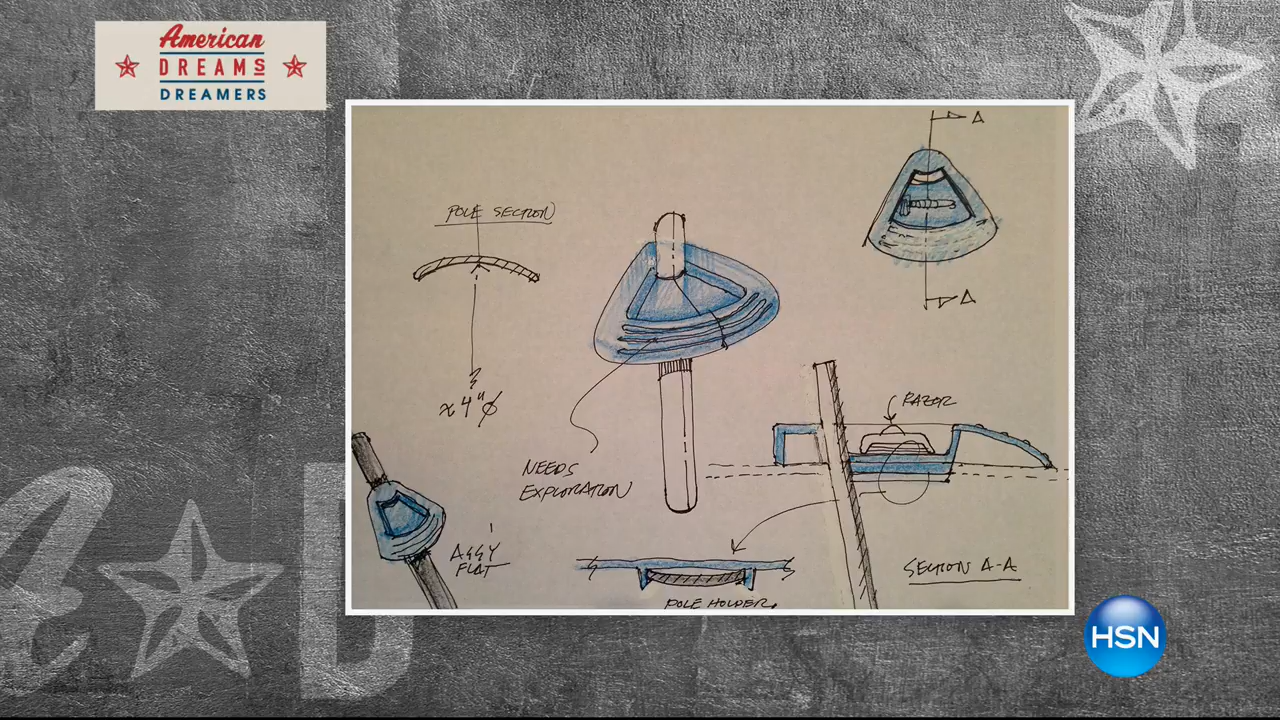 American
DREAMS
DREAMERS
A
POLE SECTION
A
≈ 4" ø
RAZOR
NEEDS
EXPLORATION
ASSY
FLAT
SECTION A-A
POLE HOLDER
HSN